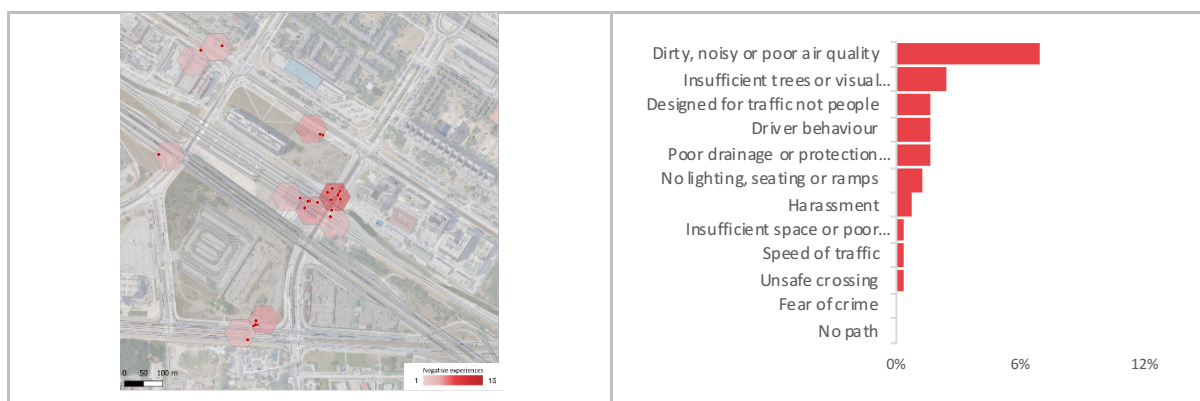 0 50 100 m
Negative experiences
1 15
Dirty, noisy or poor air quality
Insufficient trees or visual...
Designed for traffic not people
Driver behaviour
Poor drainage or protection...
No lighting, seating or ramps
Harassment
Insufficient space or poor...
Speed of traffic
Unsafe crossing
Fear of crime
No path
0% 6% 12%